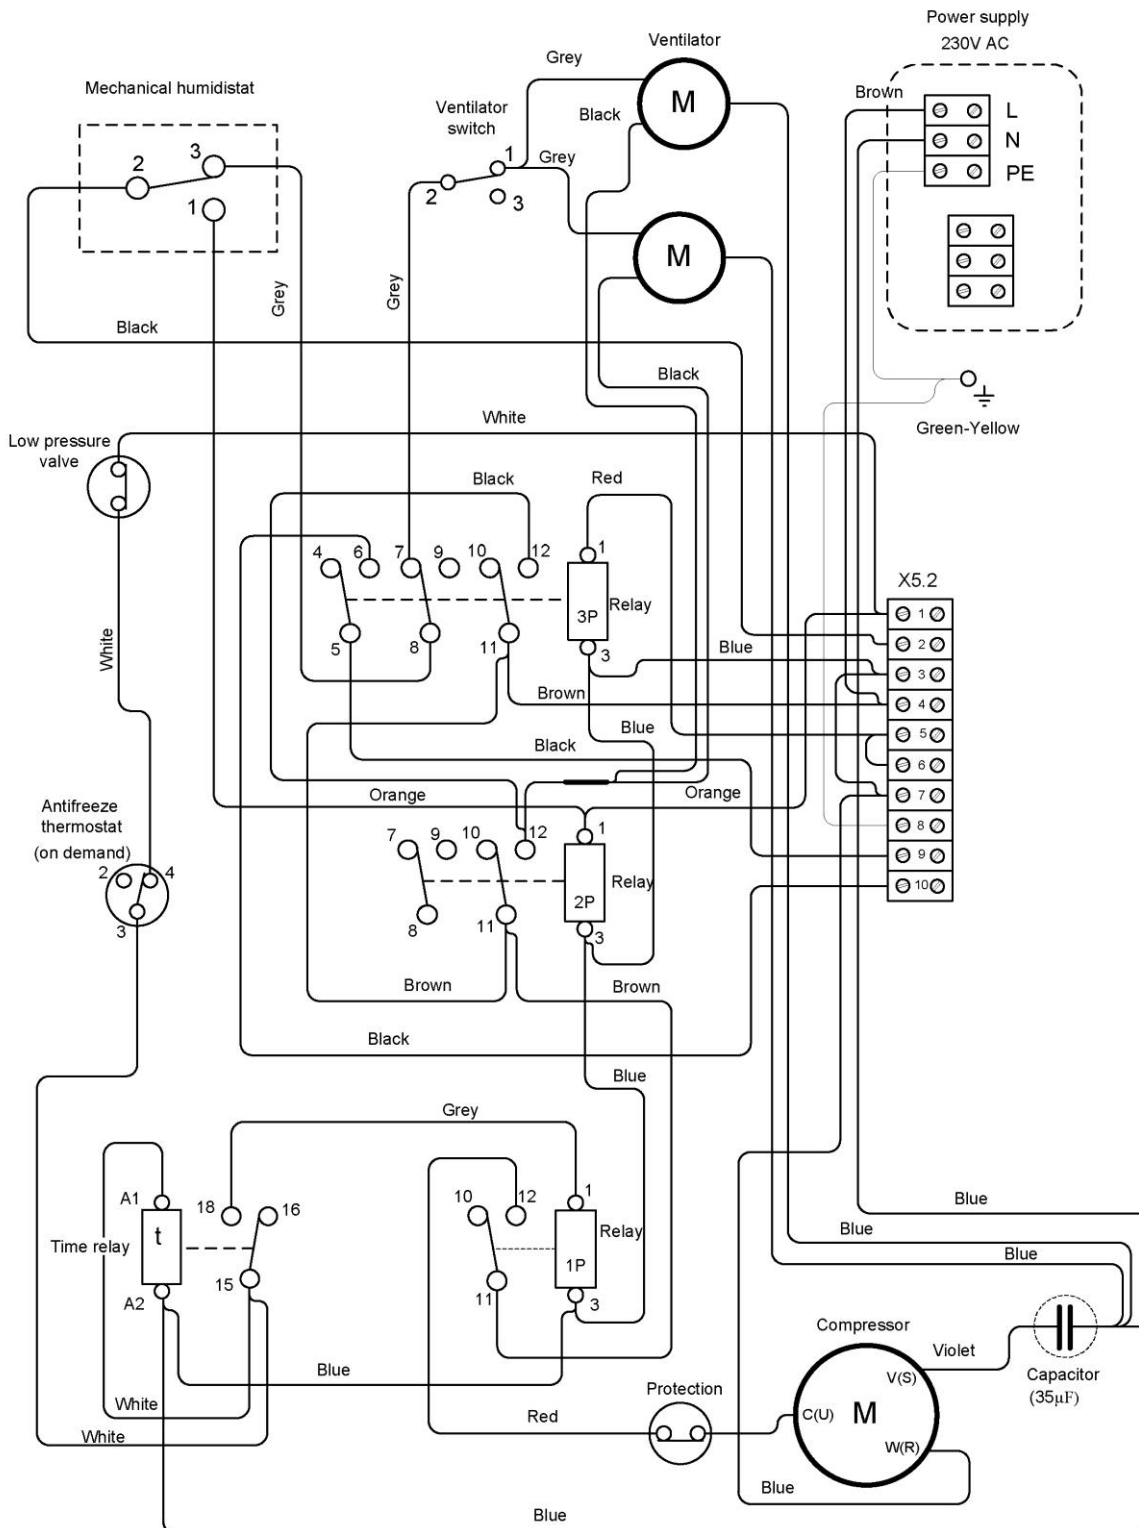 Power supply
230V AC
Ventilator
Grey
Mechanical humidistat
Ventilator
switch
Black
M
Brown
L
N
PE
2
3
1
2
1
3
Grey
M
Grey
Grey
Black
Black
Green-Yellow
White
Low pressure
valve
Black
Red
4
6
7
9
10
12
1
Relay
3P
5
8
11
3
X5.2
1
2
3
4
5
6
7
8
9
10
White
Blue
Brown
Blue
Black
Orange
Orange
Antifreeze
thermostat
(on demand)
2
4
3
7
9
10
12
1
Relay
2P
8
11
3
Brown
Brown
Black
Blue
Grey
A1
t
Time relay
A2
18
16
15
10
12
1
Relay
1P
11
3
Blue
Blue
Blue
Compressor
Violet
Capacitor
(35µF)
V(S)
C(U)
M
W(R)
Protection
Blue
White
White
Red
Blue
Blue